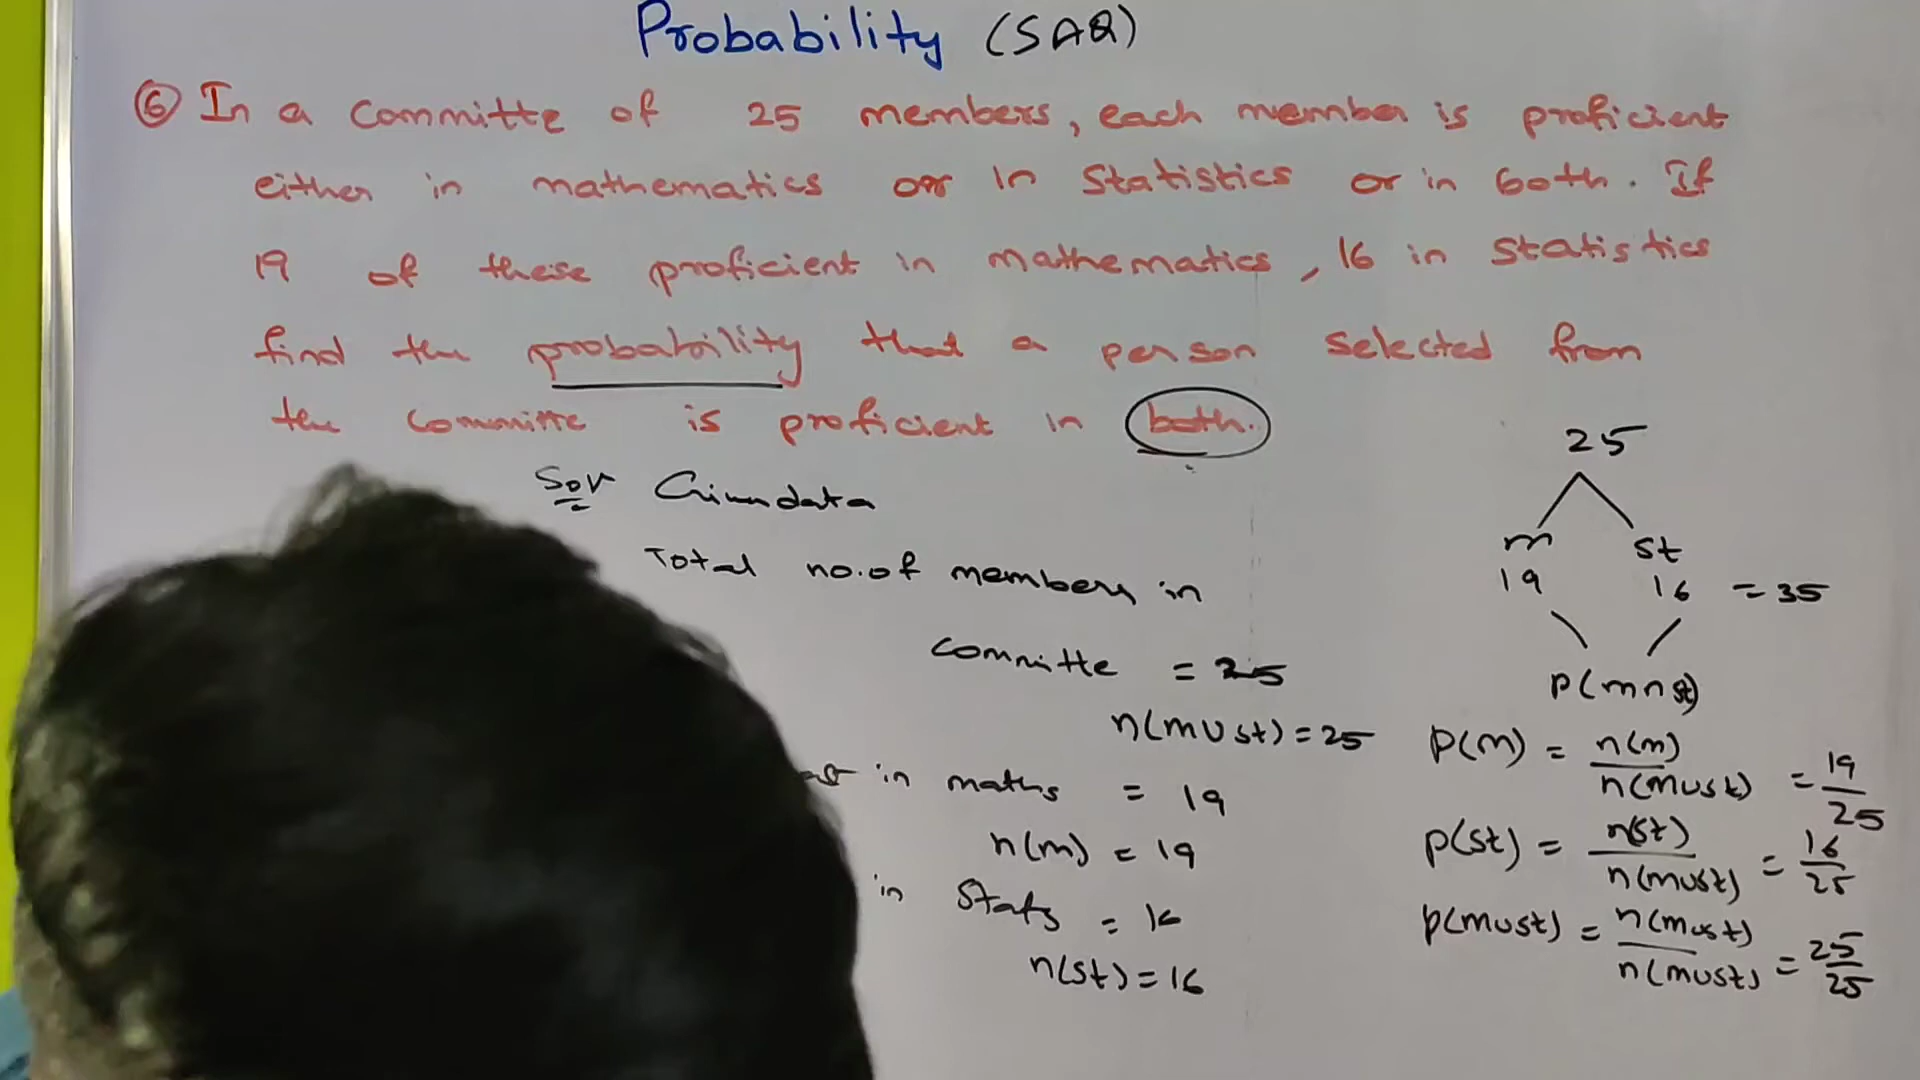 Probability (SAQ)
⑥ In a committe of 25 members, each member is proficient
either in mathematics or in Statistics or in both. If
19 of these proficient in mathematics, 16 in Statistics
find the probability that a person selected from
the committe is proficient in both.
Sol Given data
Total no.of members in
committe = 25
n(m∪st) = 25
in maths = 19
n(m) = 19
in Stats = 16
n(st) = 16
25
m st
19 16 = 35
p(m∩st)
p(m) = n(m)/n(m∪st) = 19/25
p(st) = n(st)/n(m∪st) = 16/25
p(m∪st) = n(m∪st)/n(m∪st) = 25/25